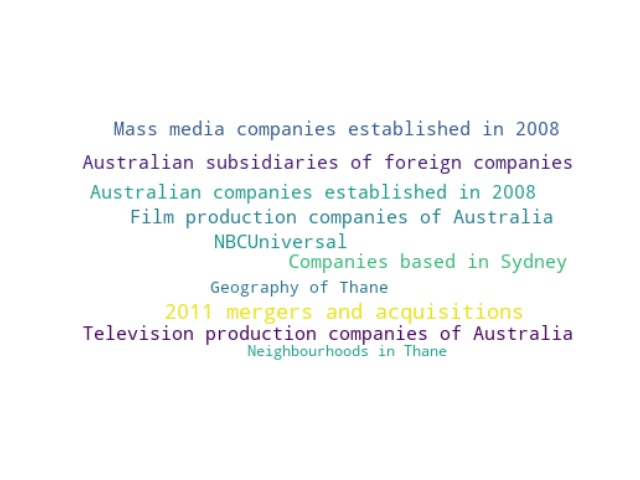 Mass media companies established in 2008
Australian subsidiaries of foreign companies
Australian companies established in 2008
Film production companies of Australia
NBCUniversal
Companies based in Sydney
Geography of Thane
2011 mergers and acquisitions
Television production companies of Australia
Neighbourhoods in Thane